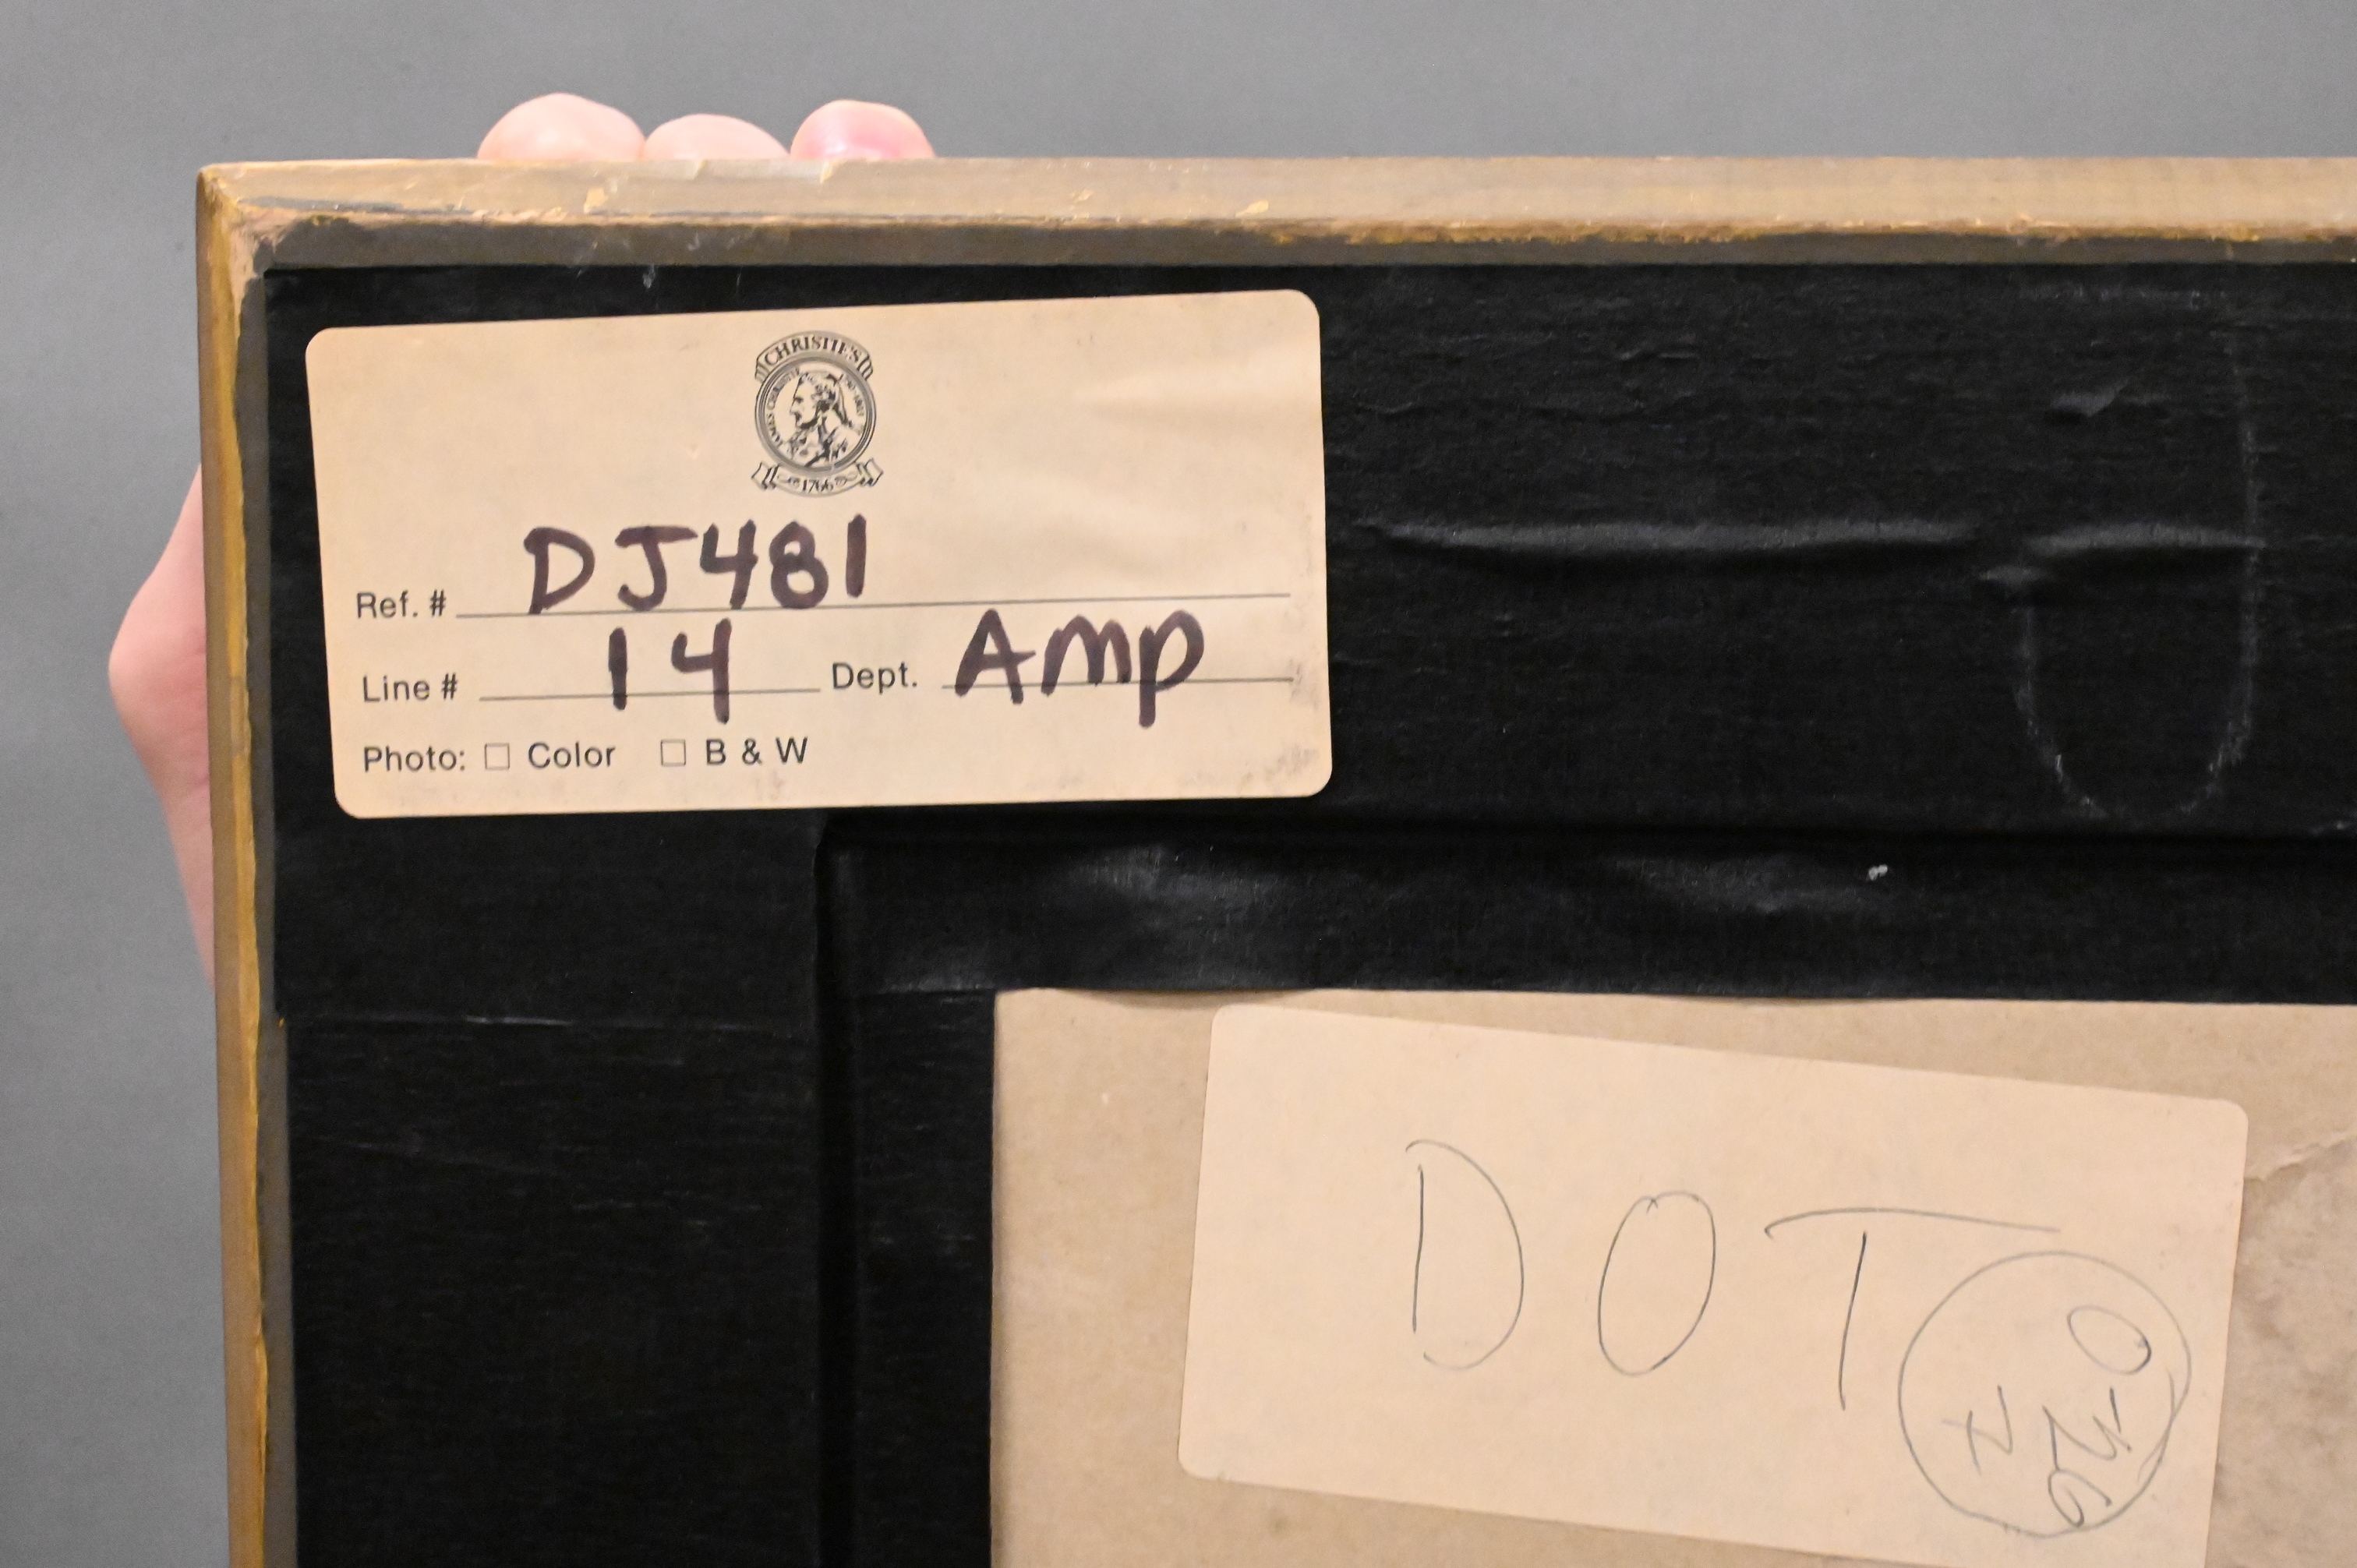 CHRISTIE'S
1766
Ref. # DJ481
Line # 14 Dept. Amp
Photo: □ Color □ B & W
DOT